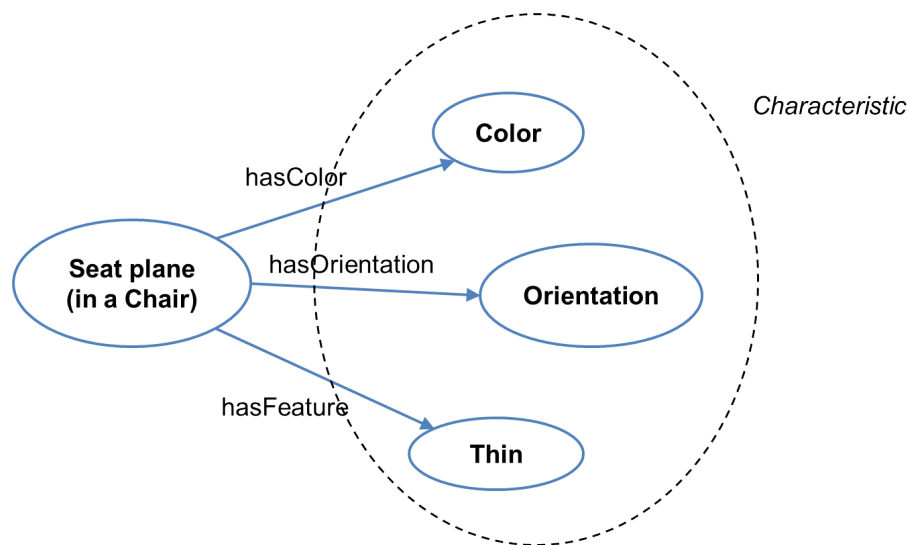 Characteristic
Color
hasColor
hasOrientation
Seat plane
(in a Chair)
Orientation
hasFeature
Thin